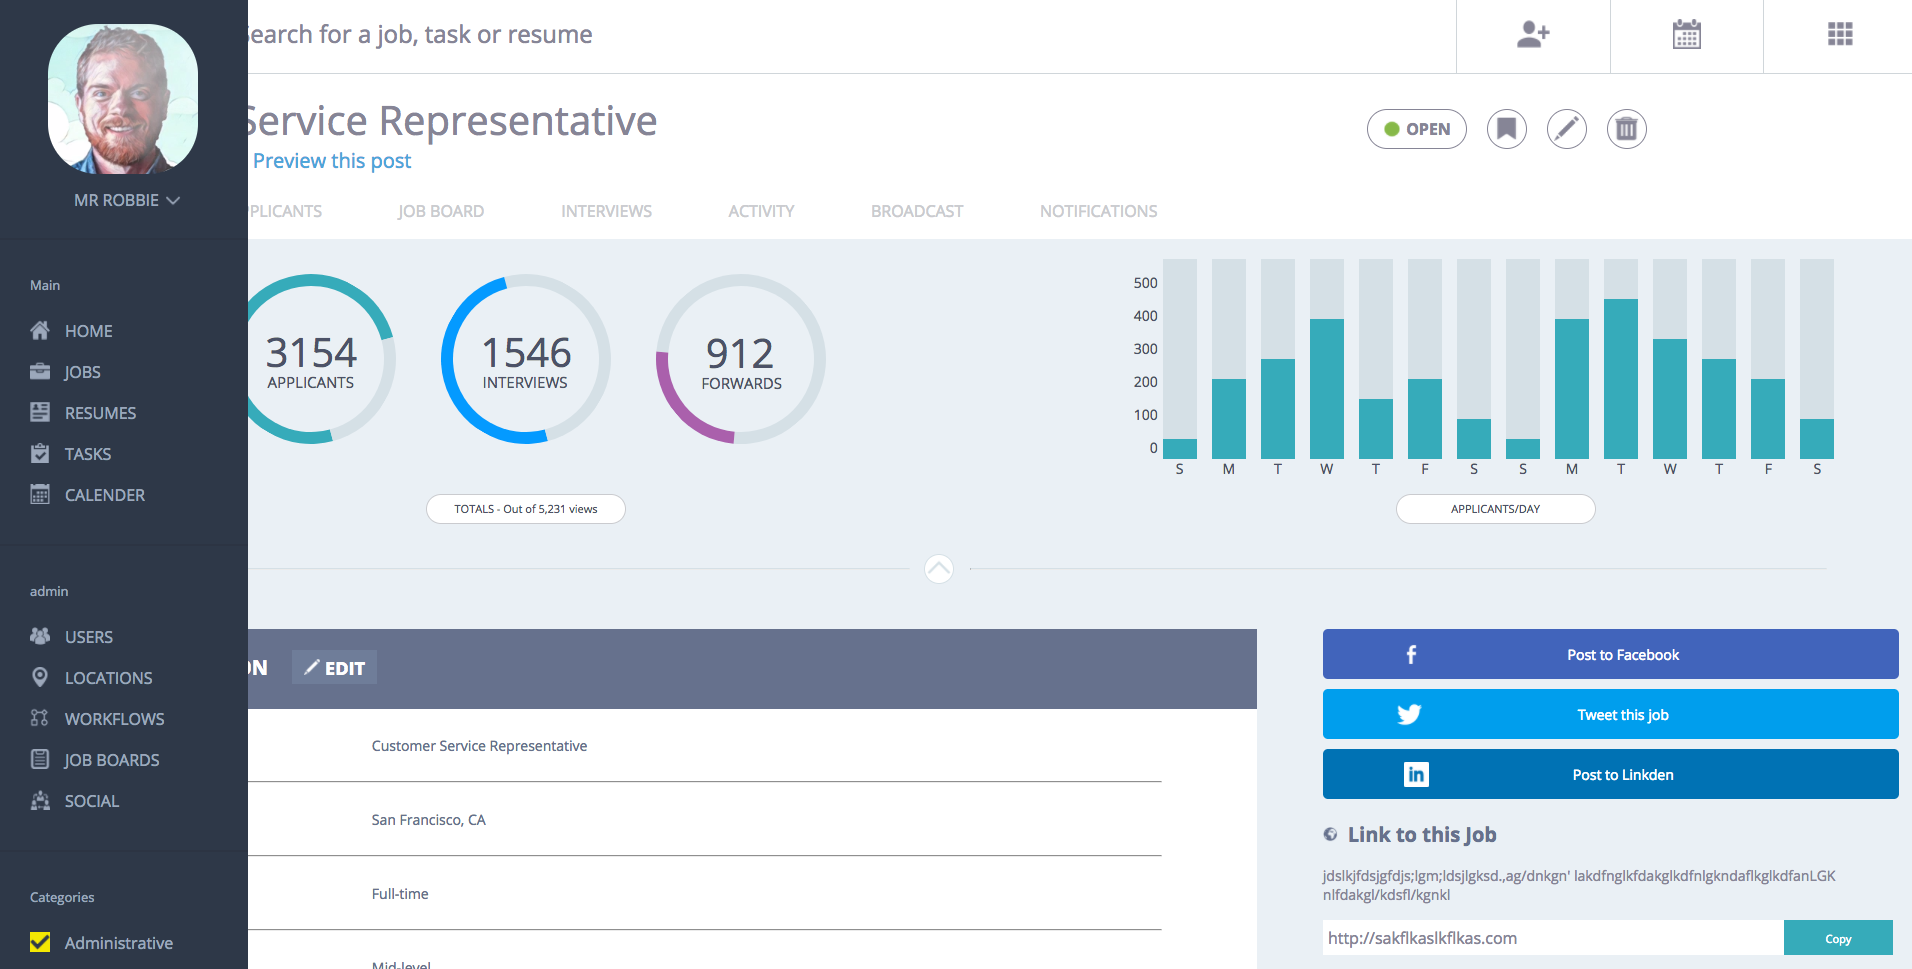 MR ROBBIE
Main
HOME
JOBS
RESUMES
TASKS
CALENDER
admin
USERS
LOCATIONS
WORKFLOWS
JOB BOARDS
SOCIAL
Categories
Administrative
Search for a job, task or resume
Service Representative
Preview this post
OPEN
PLICANTS JOB BOARD INTERVIEWS ACTIVITY BROADCAST NOTIFICATIONS
3154
APPLICANTS
1546
INTERVIEWS
912
FORWARDS
TOTALS - Out of 5,231 views
500
400
300
200
100
0
S M T W T F S S M T W T F S
APPLICANTS/DAY
ON EDIT
Customer Service Representative
San Francisco, CA
Full-time
Mid-level
Post to Facebook
Tweet this job
Post to Linkden
Link to this Job
jdslkjfdsjgfdjs;lgm;ldsjlgksd.,ag/dnkgn' lakdfnglkfdakglkdfnlgkndaflkglkdfanLGK
nlfdakgl/kdsfl/kgnkl
http://sakflkaslkflkas.com Copy